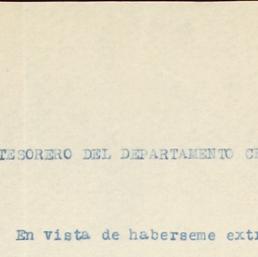 TESORERO DEL DEPARTAMENTO
En vista de haberseme